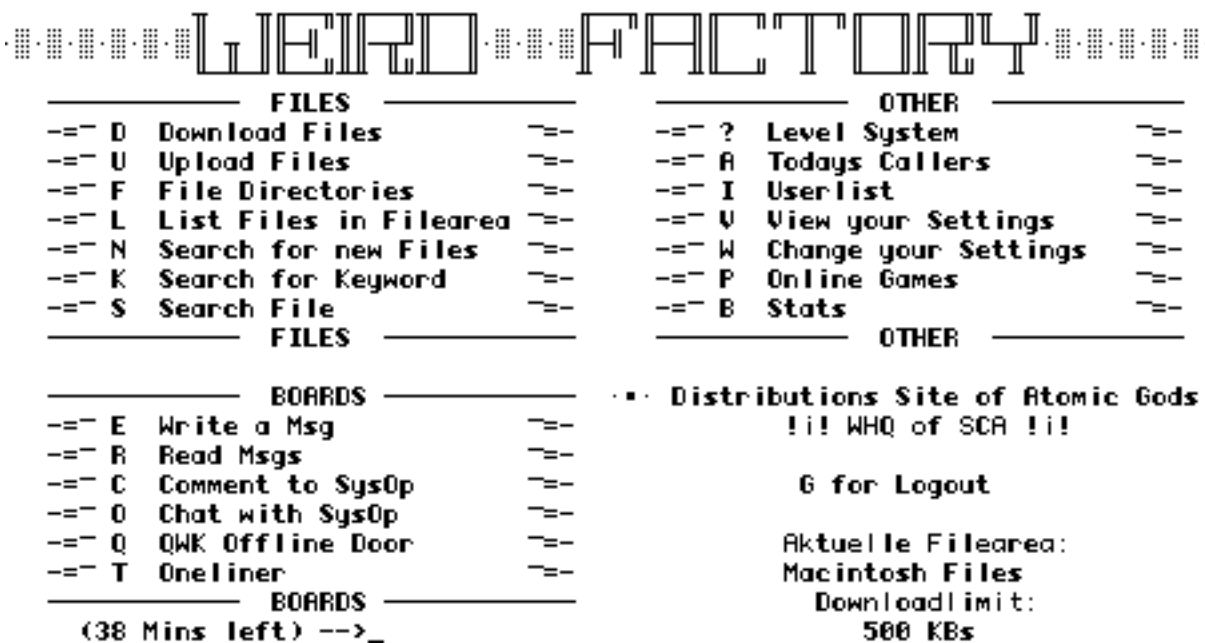 WEIRD FACTORY
FILES
D Download Files
U Upload Files
F File Directories
L List Files in Filearea
N Search for new Files
K Search for Keyword
S Search File
FILES
OTHER
? Level System
A Todays Callers
I Userlist
V View your Settings
W Change your Settings
P Online Games
B Stats
OTHER
BOARDS
E Write a Msg
R Read Msgs
C Comment to SysOp
O Chat with SysOp
Q QWK Offline Door
T Oneliner
BOARDS
(38 Mins left) -->_
Distributions Site of Atomic Gods
!i! WHQ of SCA !i!
G for Logout
Aktuelle Filearea:
Macintosh Files
Downloadlimit:
500 KBs